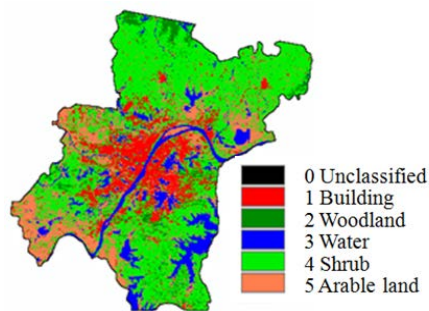 0 Unclassified
1 Building
2 Woodland
3 Water
4 Shrub
5 Arable land